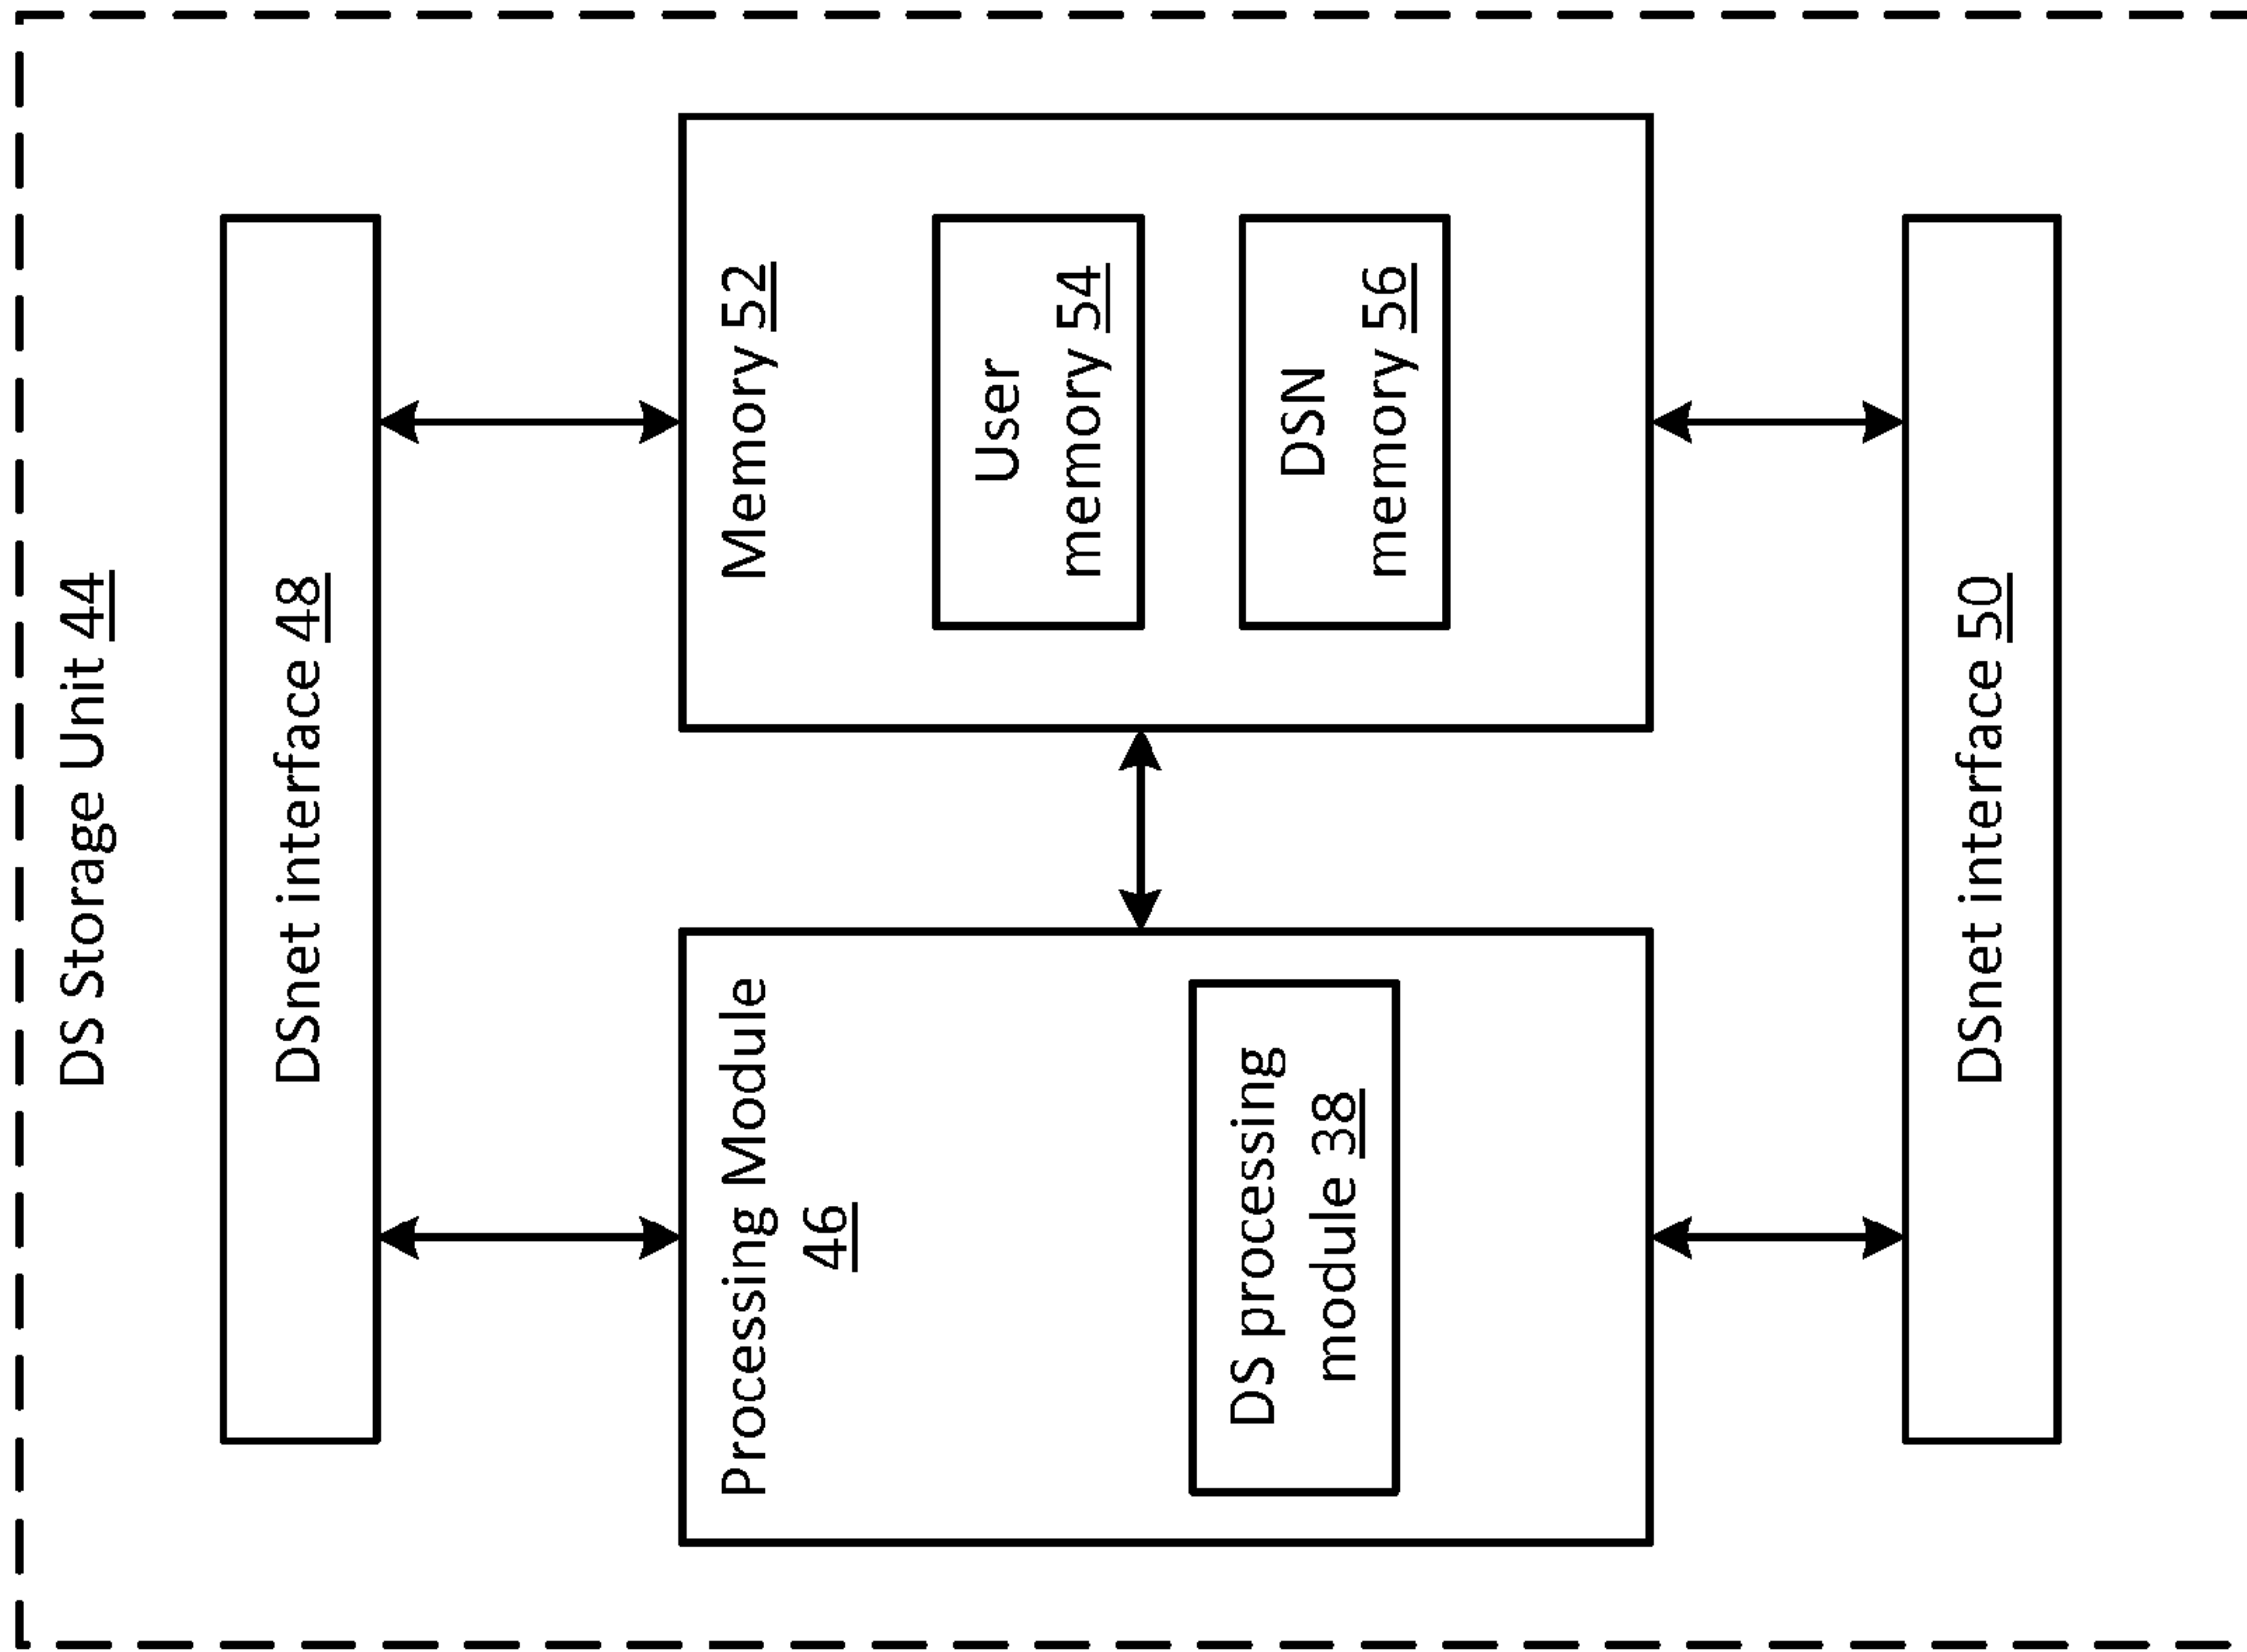 DS Storage Unit 44
DSnet interface 48
Processing Module
46
DS processing
module 38
Memory 52
User
memory 54
DSN
memory 56
DSnet interface 50